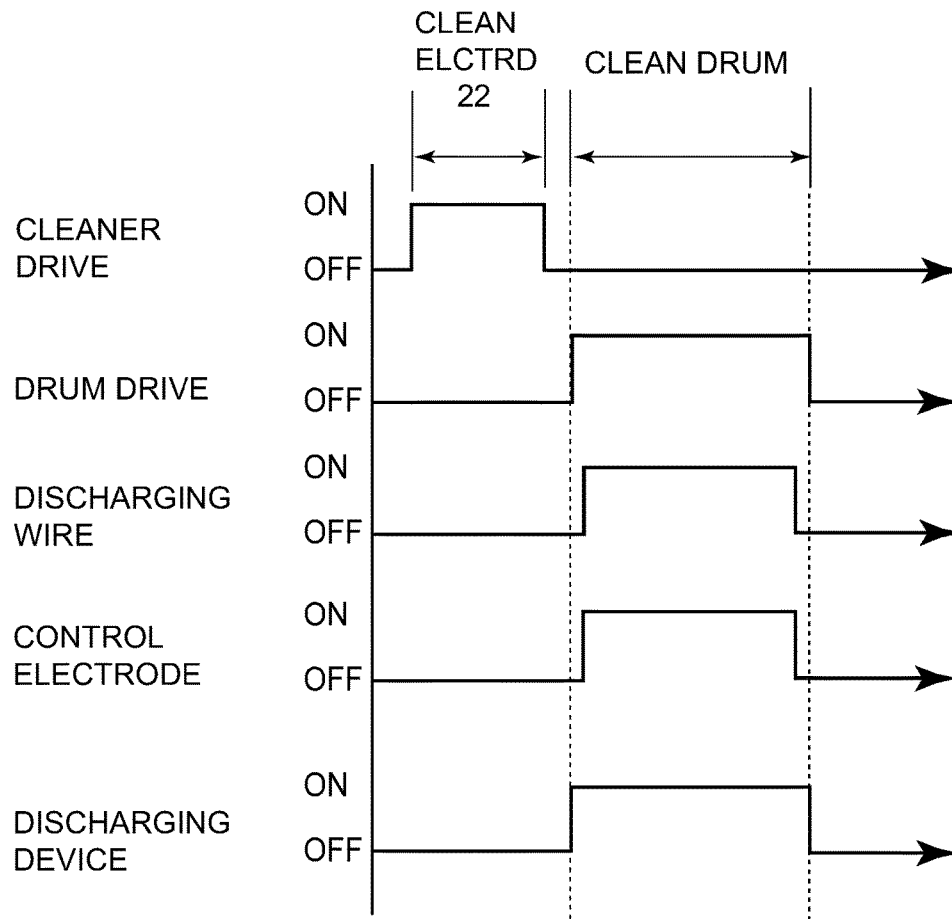 CLEAN
ELCTRD
22
CLEAN DRUM
CLEANER
DRIVE
ON
OFF
DRUM DRIVE
ON
OFF
DISCHARGING
WIRE
ON
OFF
CONTROL
ELECTRODE
ON
OFF
DISCHARGING
DEVICE
ON
OFF